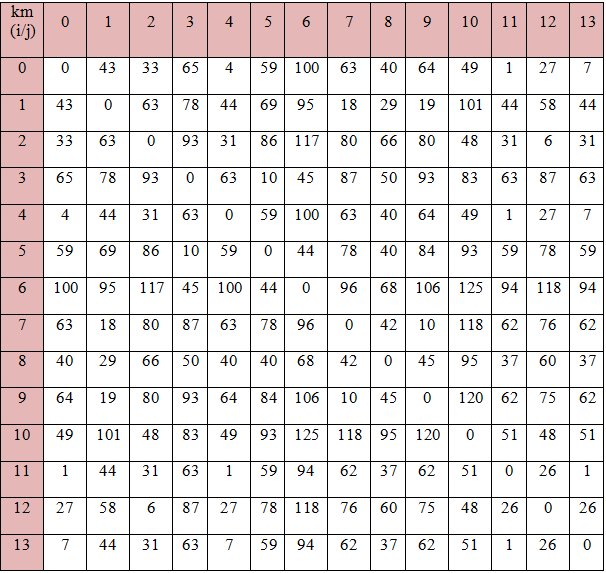 km (i/j) 0 1 2 3 4 5 6 7 8 9 10 11 12 13
0 0 43 33 65 4 59 100 63 40 64 49 1 27 7
1 43 0 63 78 44 69 95 18 29 19 101 44 58 44
2 33 63 0 93 31 86 117 80 66 80 48 31 6 31
3 65 78 93 0 63 10 45 87 50 93 83 63 87 63
4 4 44 31 63 0 59 100 63 40 64 49 1 27 7
5 59 69 86 10 59 0 44 78 40 84 93 59 78 59
6 100 95 117 45 100 44 0 96 68 106 125 94 118 94
7 63 18 80 87 63 78 96 0 42 10 118 62 76 62
8 40 29 66 50 40 40 68 42 0 45 95 37 60 37
9 64 19 80 93 64 84 106 10 45 0 120 62 75 62
10 49 101 48 83 49 93 125 118 95 120 0 51 48 51
11 1 44 31 63 1 59 94 62 37 62 51 0 26 1
12 27 58 6 87 27 78 118 76 60 75 48 26 0 26
13 7 44 31 63 7 59 94 62 37 62 51 1 26 0